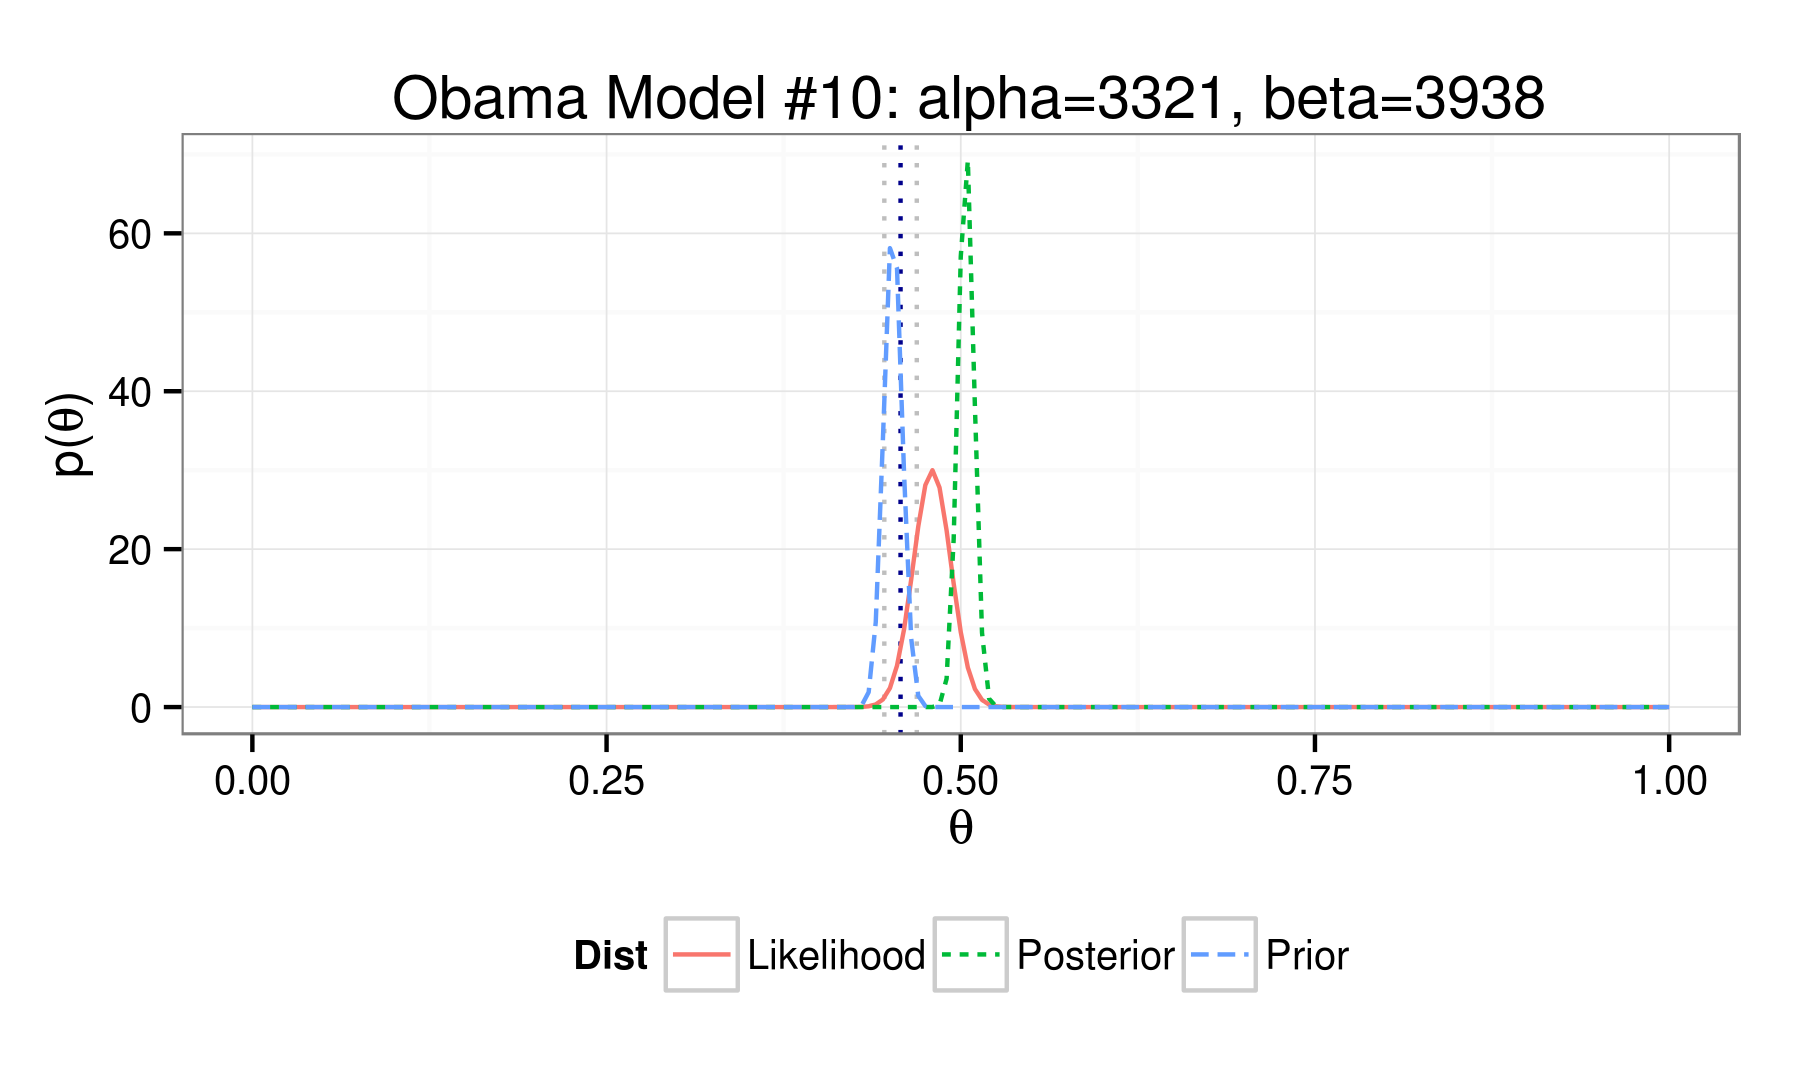 Obama Model #10: alpha=3321, beta=3938
p(θ)
60
40
20
0
0.00 0.25 0.50 0.75 1.00
θ
Dist Likelihood Posterior Prior